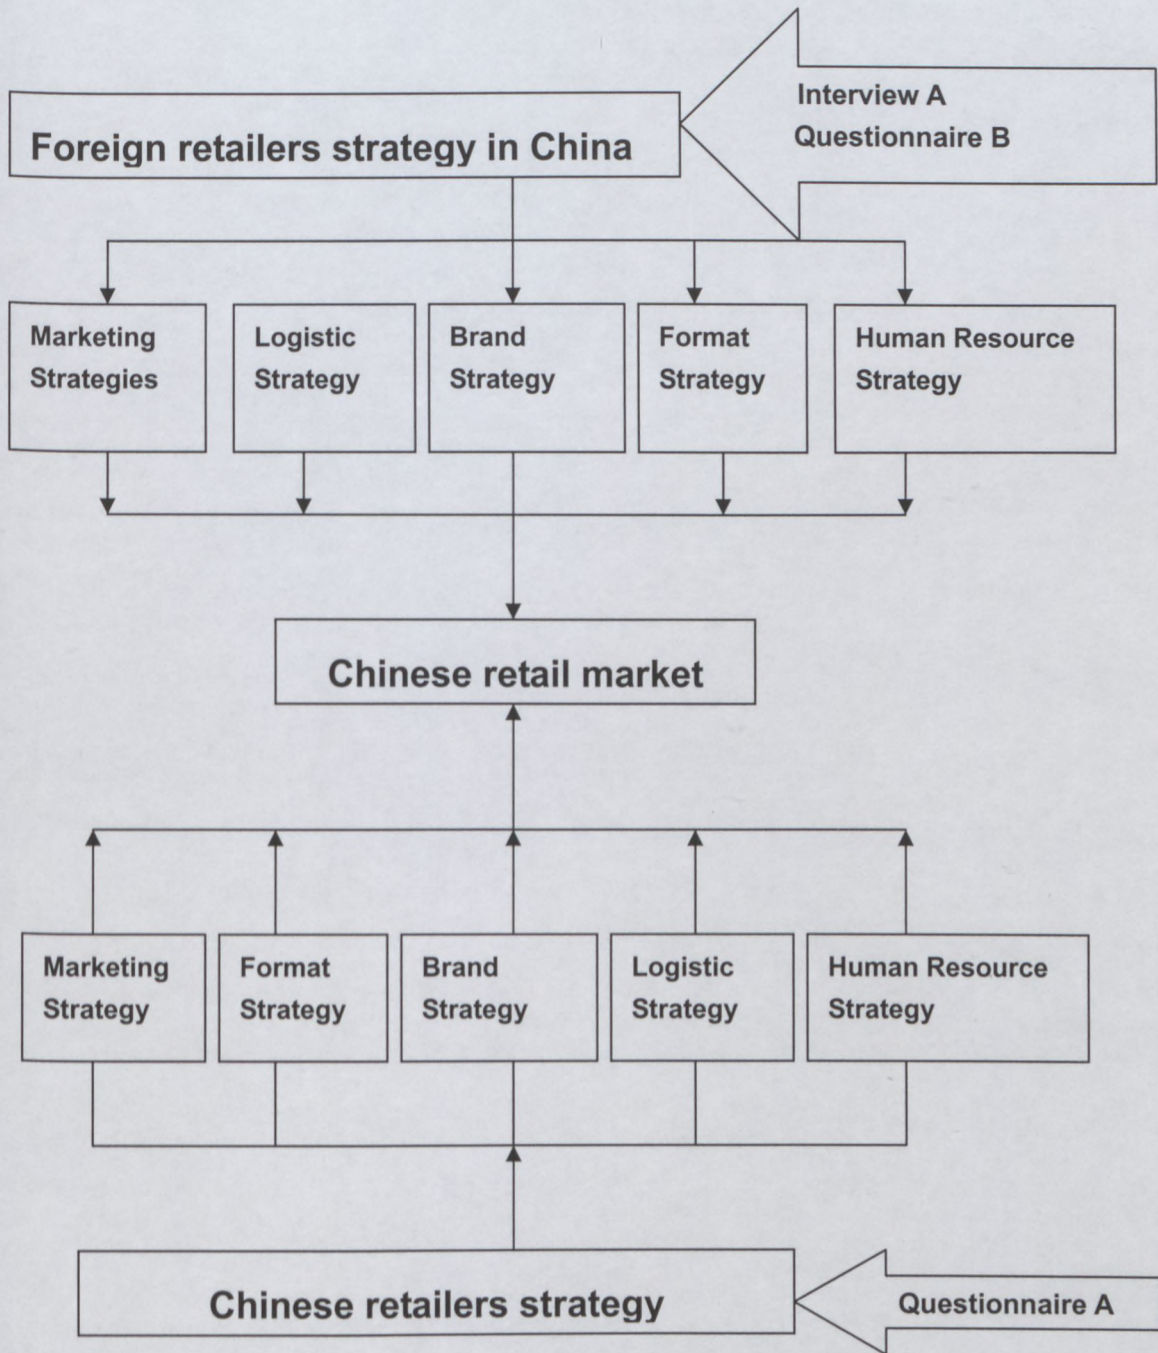 Interview A
Questionnaire B
Foreign retailers strategy in China
Marketing
Strategies
Logistic
Strategy
Brand
Strategy
Format
Strategy
Human Resource
Strategy
Chinese retail market
Marketing
Strategy
Format
Strategy
Brand
Strategy
Logistic
Strategy
Human Resource
Strategy
Chinese retailers strategy
Questionnaire A